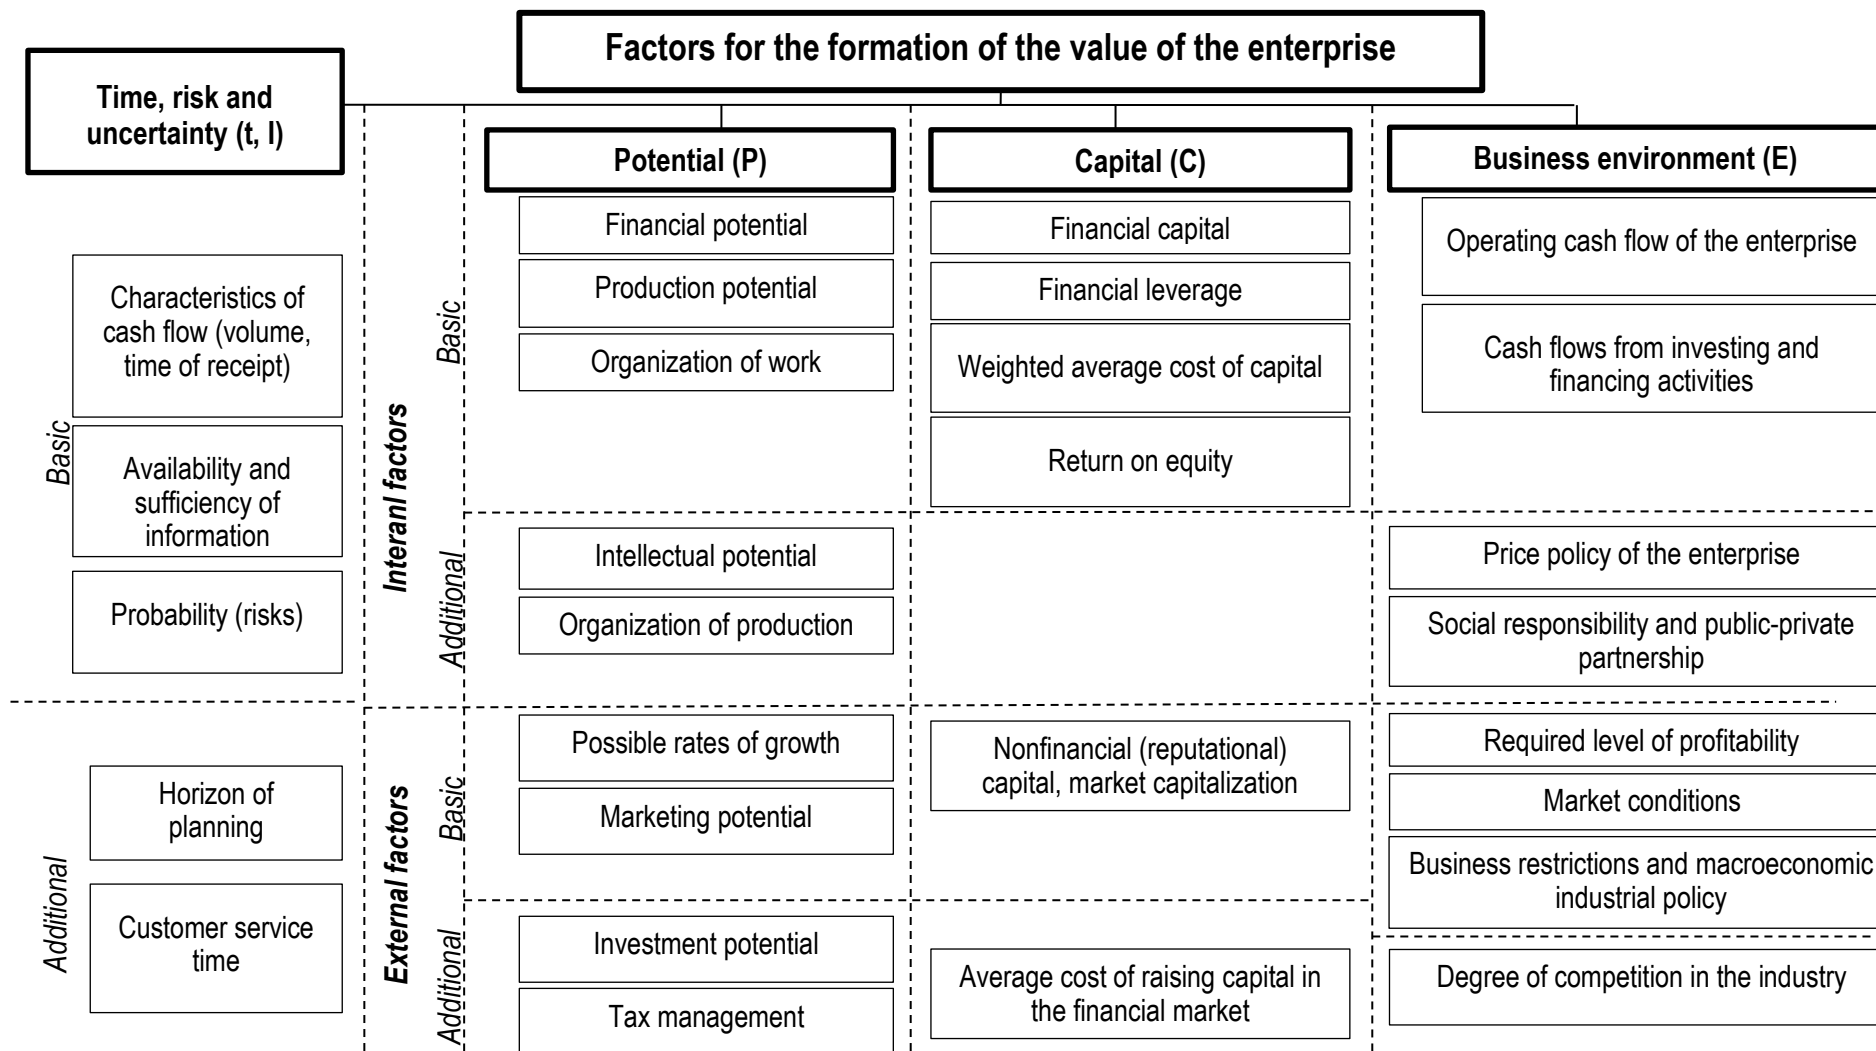 Factors for the formation of the value of the enterprise
Time, risk and
uncertainty (t, I)
Potential (P)
Capital (C)
Business environment (E)
Basic
Characteristics of
cash flow (volume,
time of receipt)
Availability and
sufficiency of
information
Probability (risks)
Additional
Horizon of
planning
Customer service
time
Interanl factors
Basic
Financial potential
Production potential
Organization of work
Financial capital
Financial leverage
Weighted average cost of capital
Return on equity
Operating cash flow of the enterprise
Cash flows from investing and
financing activities
Additional
Intellectual potential
Organization of production
Price policy of the enterprise
Social responsibility and public-private
partnership
External factors
Basic
Possible rates of growth
Marketing potential
Nonfinancial (reputational)
capital, market capitalization
Required level of profitability
Market conditions
Business restrictions and macroeconomic
industrial policy
Additional
Investment potential
Tax management
Average cost of raising capital in
the financial market
Degree of competition in the industry